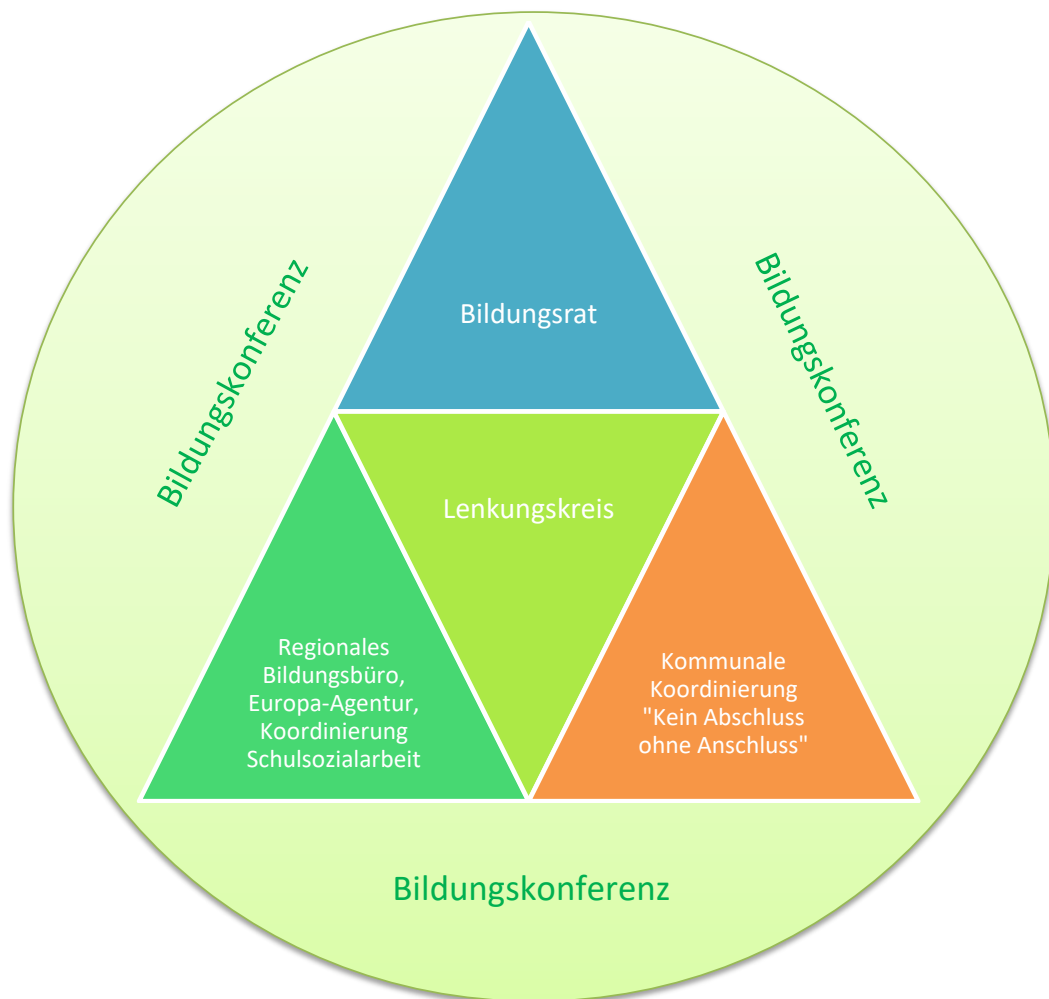 Bildungskonferenz
Bildungskonferenz
Bildungsrat
Lenkungskreis
Regionales
Bildungsbüro,
Europa-Agentur,
Koordinierung
Schulsozialarbeit
Kommunale
Koordinierung
"Kein Abschluss
ohne Anschluss"
Bildungskonferenz